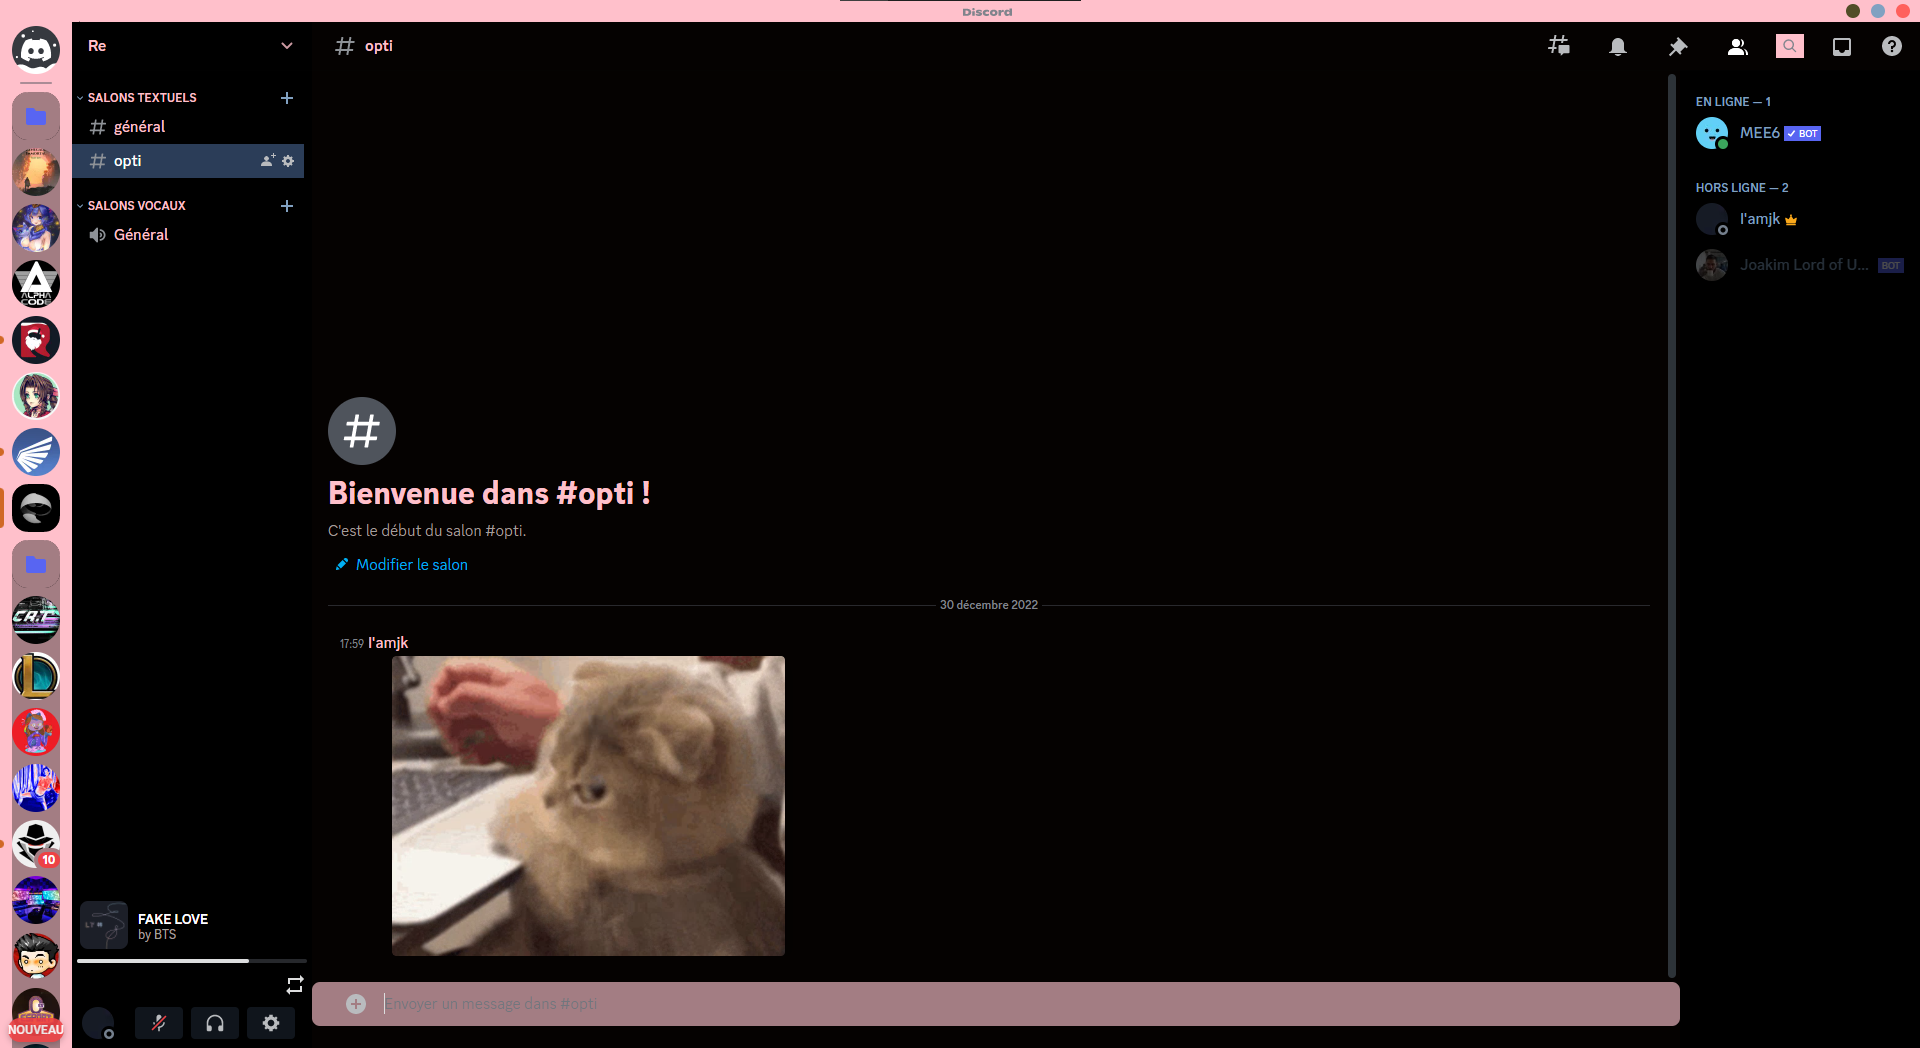 Discord
Re
SALONS TEXTUELS
général
opti
SALONS VOCAUX
Général
opti
Bienvenue dans #opti !
C'est le début du salon #opti.
Modifier le salon
30 décembre 2022
17:59 l'amjk
Envoyer un message dans #opti
EN LIGNE — 1
MEE6 ✓ BOT
HORS LIGNE — 2
l'amjk
Joakim Lord of U... BOT
ALPHA
CODE
10
NOUVEAU
FAKE LOVE
by BTS